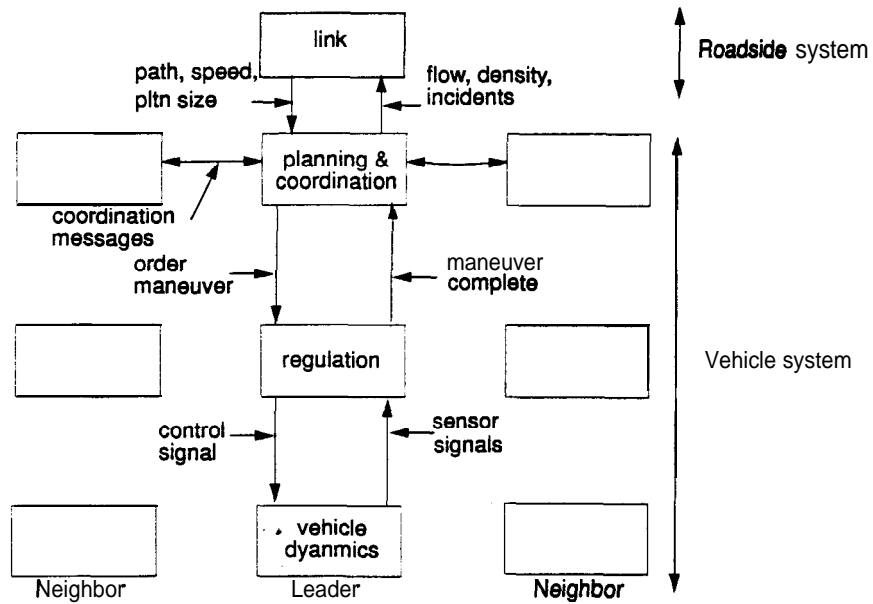 link
Roadside system
path, speed,
pltn size
flow, density,
incidents
planning &
coordination
coordination
messages
order
maneuver
maneuver
complete
regulation
Vehicle system
control
signal
sensor
signals
vehicle
dyanmics
Neighbor
Leader
Neighbor